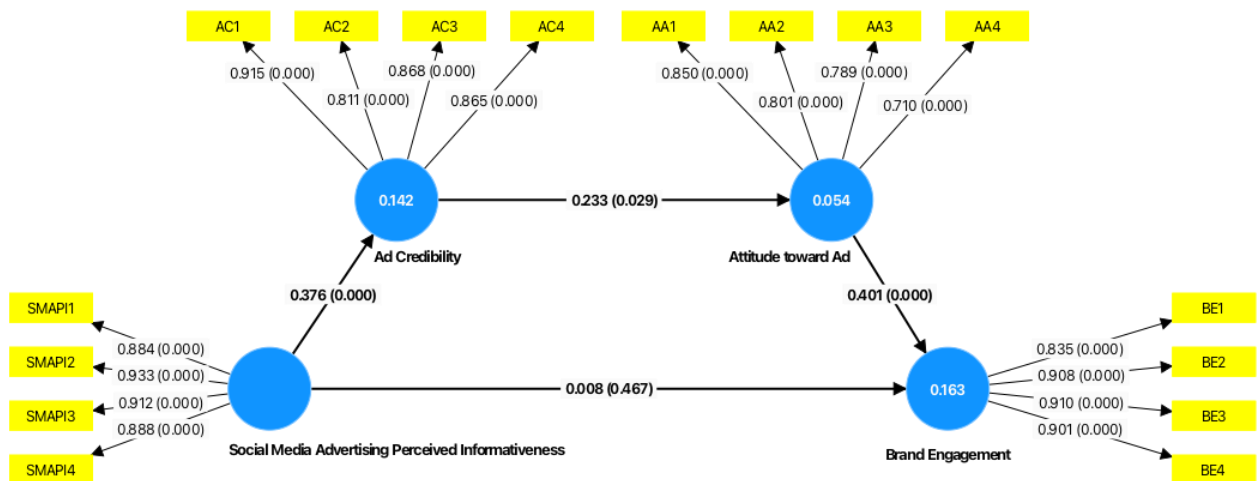 AC1 AC2 AC3 AC4 AA1 AA2 AA3 AA4
0.915 (0.000) 0.868 (0.000) 0.850 (0.000) 0.789 (0.000)
0.811 (0.000) 0.865 (0.000) 0.801 (0.000) 0.710 (0.000)
0.142 0.233 (0.029) 0.054
Ad Credibility Attitude toward Ad
0.376 (0.000) 0.401 (0.000)
SMAPI1 BE1
0.884 (0.000) 0.835 (0.000)
SMAPI2 BE2
0.933 (0.000) 0.908 (0.000)
0.008 (0.467) 0.163
0.912 (0.000) 0.910 (0.000)
SMAPI3 BE3
0.888 (0.000) 0.901 (0.000)
Social Media Advertising Perceived Informativeness Brand Engagement
SMAPI4 BE4